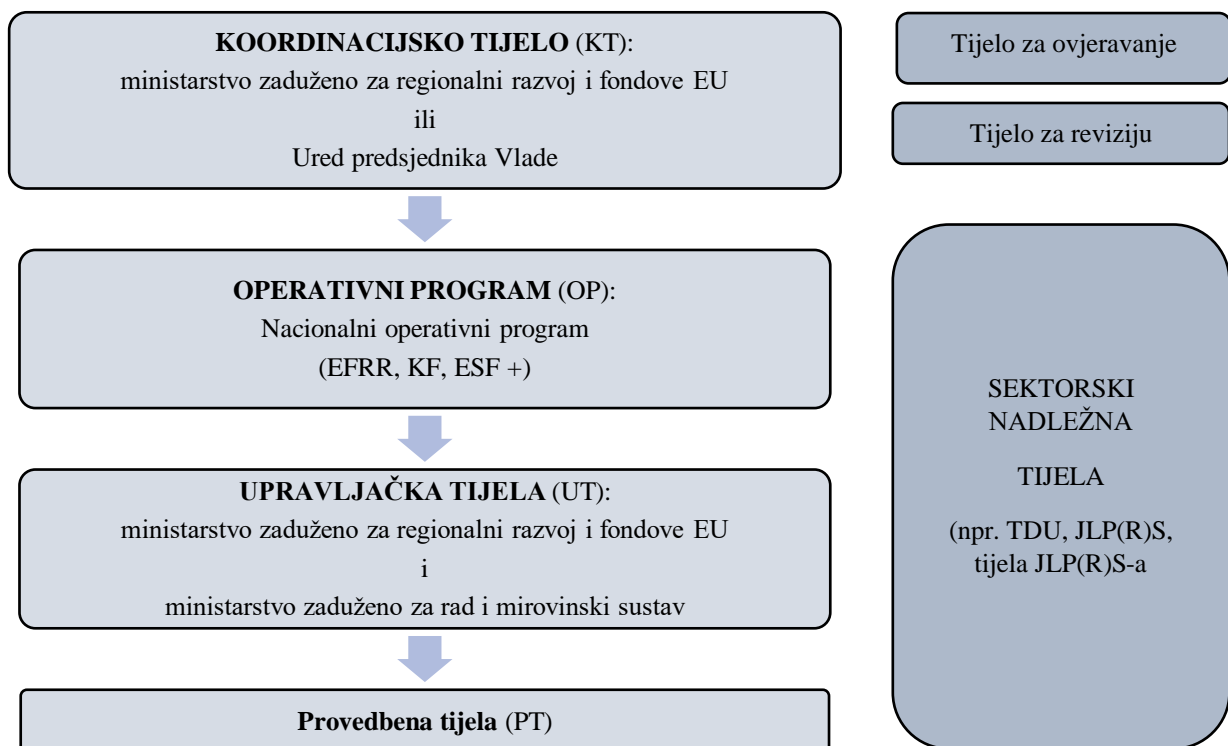 KOORDINACIJSKO TIJELO (KT):
ministarstvo zaduženo za regionalni razvoj i fondove EU
ili
Ured predsjednika Vlade
Tijelo za ovjeravanje
Tijelo za reviziju
OPERATIVNI PROGRAM (OP):
Nacionalni operativni program
(EFRR, KF, ESF +)
UPRAVLJAČKA TIJELA (UT):
ministarstvo zaduženo za regionalni razvoj i fondove EU
i
ministarstvo zaduženo za rad i mirovinski sustav
Provedbena tijela (PT)
SEKTORSKI
NADLEŽNA
TIJELA
(npr. TDU, JLP(R)S,
tijela JLP(R)S-a